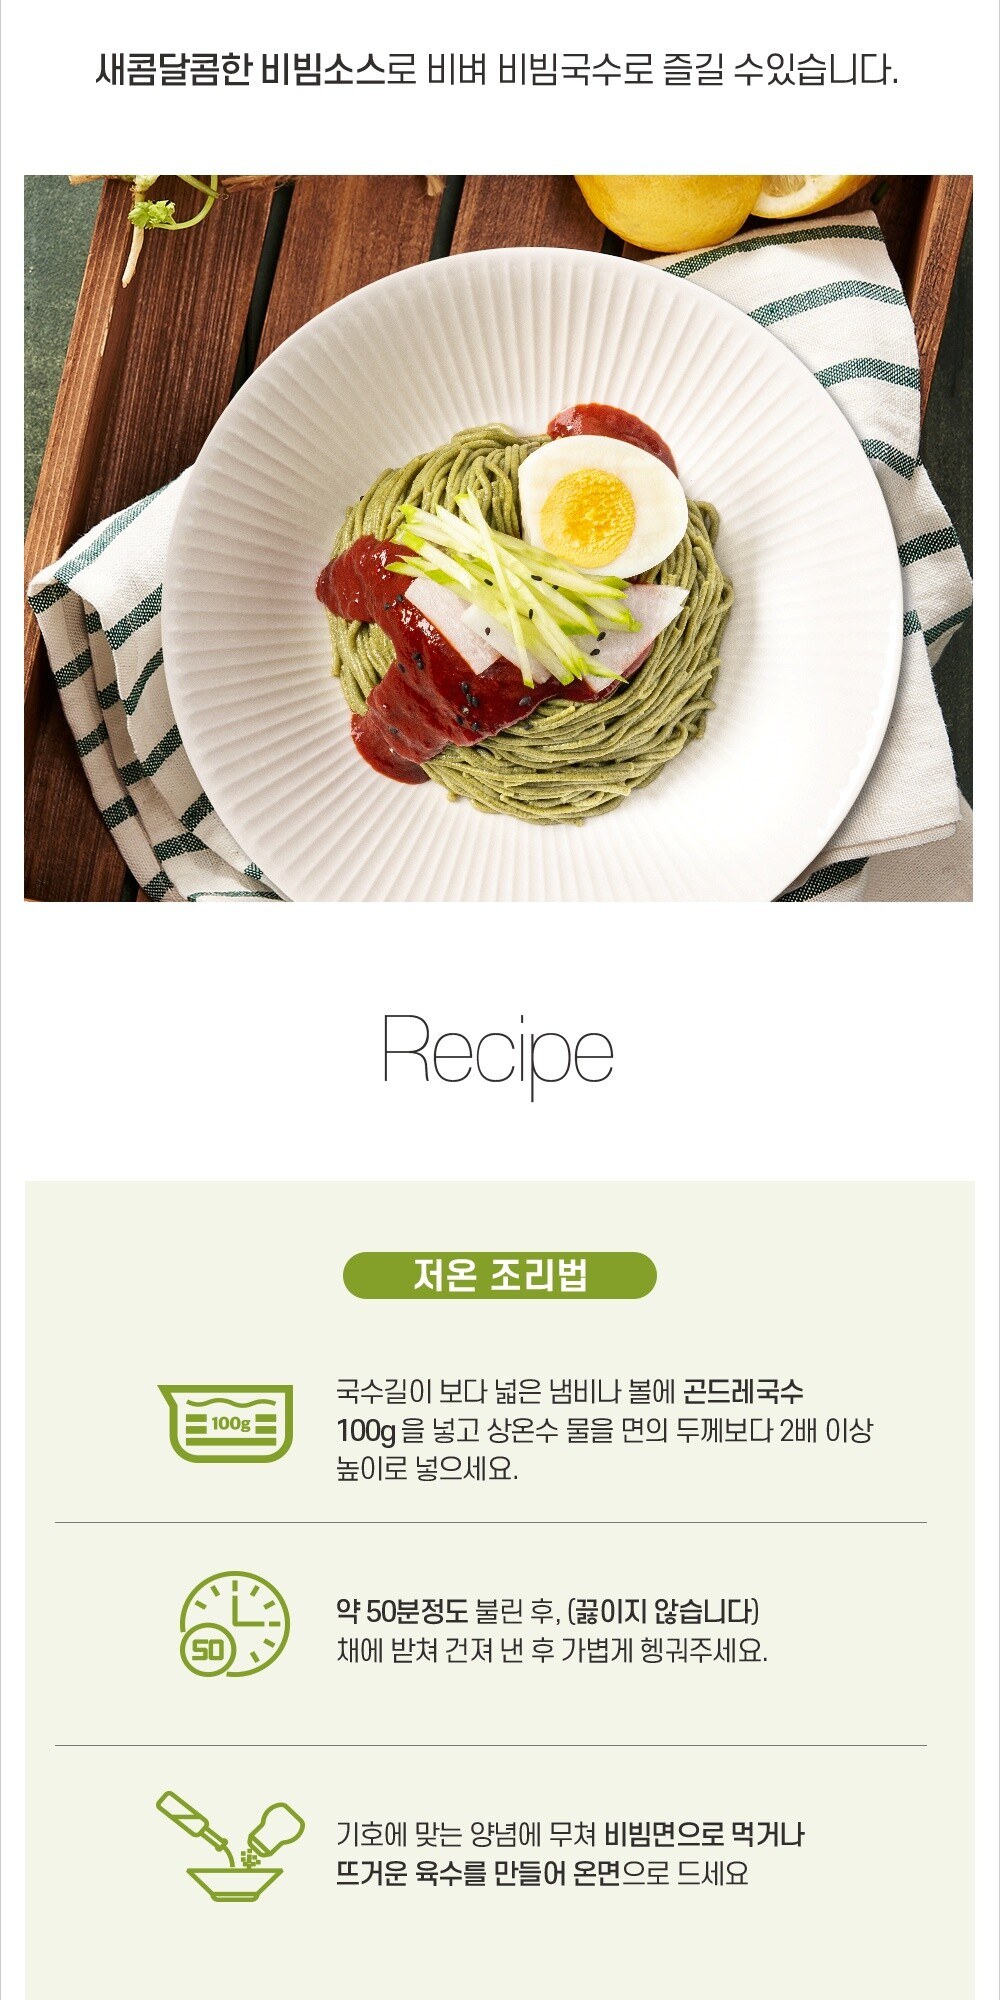 새콤달콤한 비빔소스로 비벼 비빔국수로 즐길 수있습니다.
Recipe
저온 조리법
100g
국수길이 보다 넓은 냄비나 볼에 곤드레국수
100g 을 넣고 상온수 물을 면의 두께보다 2배 이상
높이로 넣으세요.
50
약 50분정도 불린 후, (끓이지 않습니다)
채에 받쳐 건져 낸 후 가볍게 헹궈주세요.
기호에 맞는 양념에 무쳐 비빔면으로 먹거나
뜨거운 육수를 만들어 온면으로 드세요